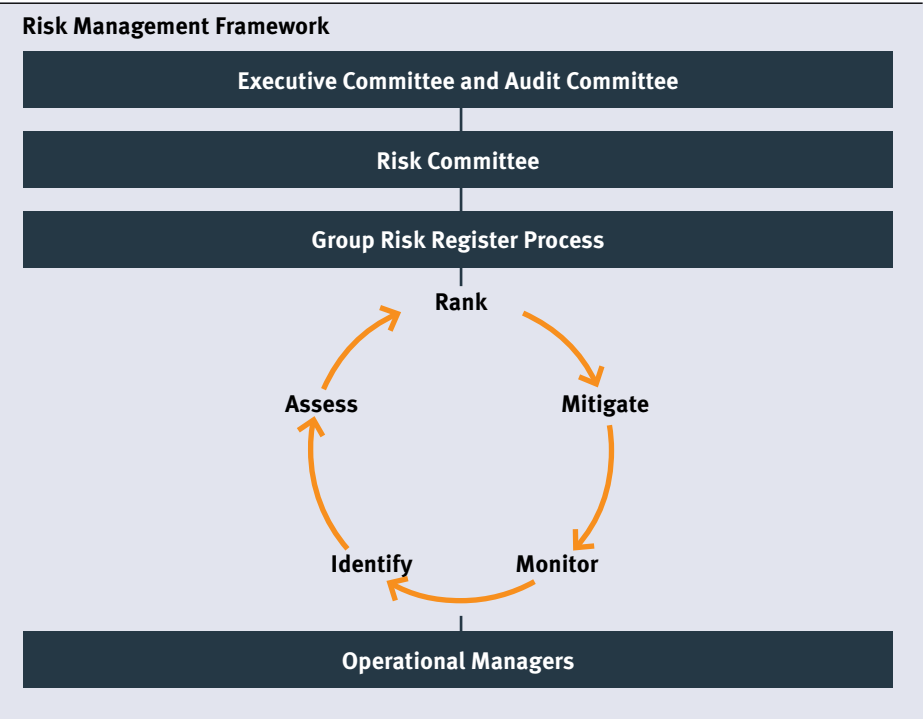 Risk Management Framework
Executive Committee and Audit Committee
Risk Committee
Group Risk Register Process
Rank
Assess
Mitigate
Identify
Monitor
Operational Managers